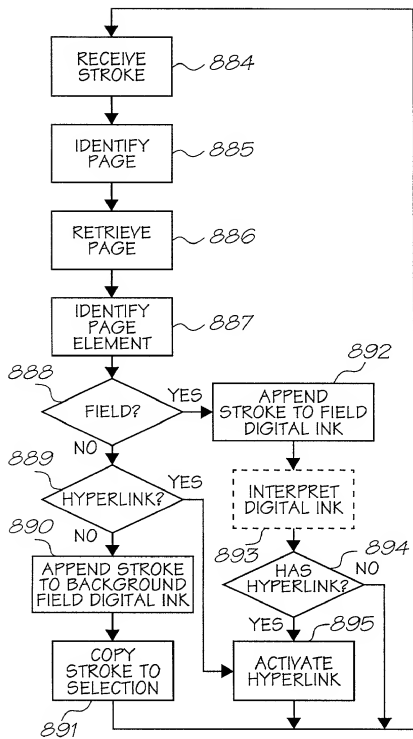 RECEIVE
STROKE
884
IDENTIFY
PAGE
885
RETRIEVE
PAGE
886
IDENTIFY
PAGE
ELEMENT
887
888
FIELD?
YES
NO
892
APPEND
STROKE TO FIELD
DIGITAL INK
889
HYPERLINK?
YES
NO
INTERPRET
DIGITAL INK
893
890
APPEND STROKE
TO BACKGROUND
FIELD DIGITAL INK
894
HAS
HYPERLINK?
NO
YES
895
COPY
STROKE TO
SELECTION
891
ACTIVATE
HYPERLINK